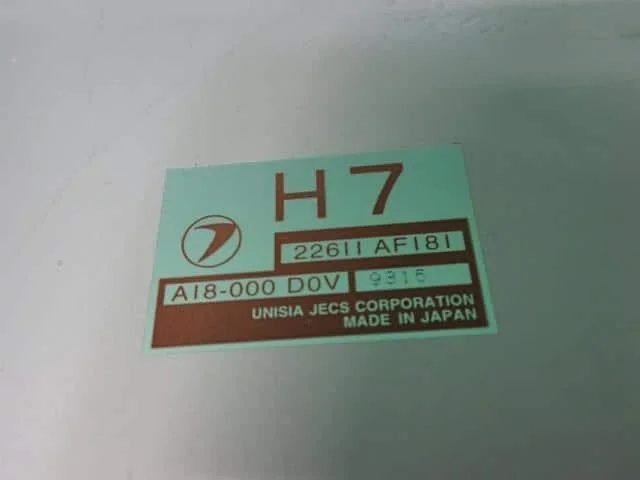 H7
22611 AF181
A18-000 D0V 9315
UNISIA JECS CORPORATION
MADE IN JAPAN